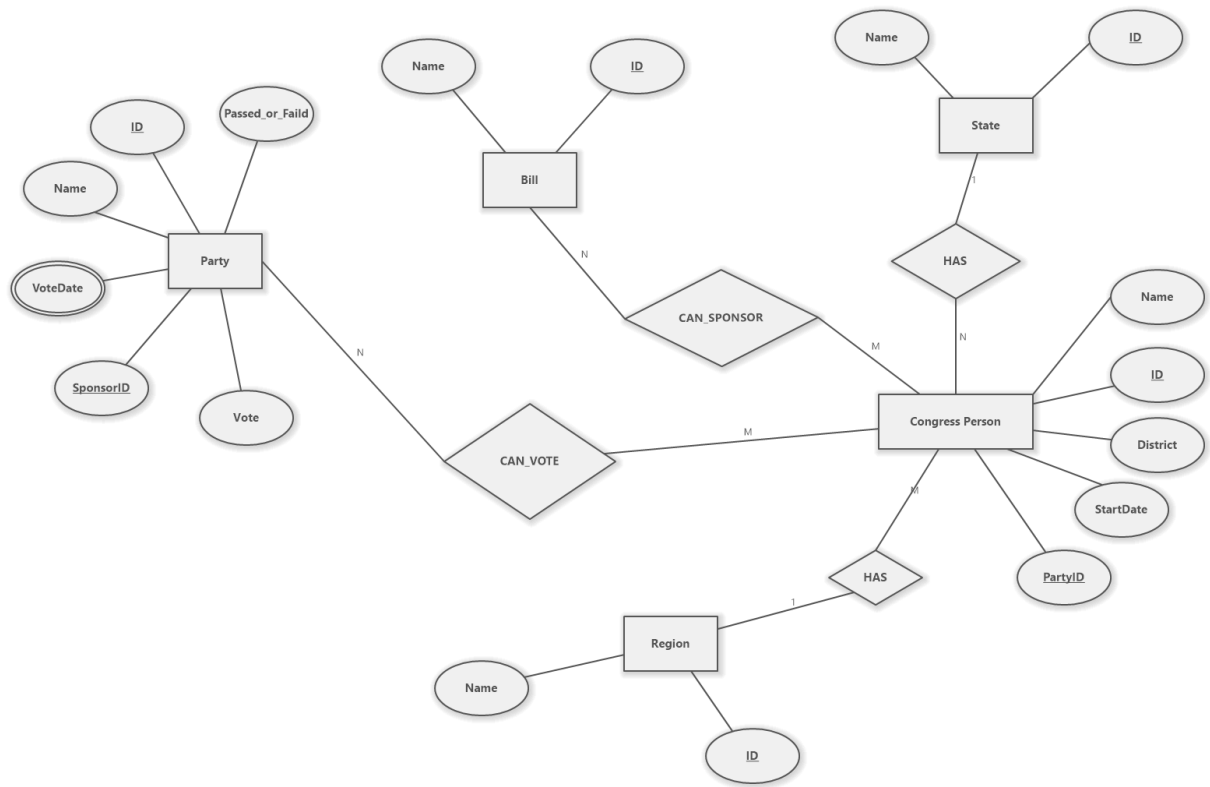 Name
ID
Name
ID
Passed_or_Faild
ID
State
Bill
1
Name
Party
N
HAS
VoteDate
CAN_SPONSOR
Name
N
M
N
ID
SponsorID
Vote
Congress Person
M
District
CAN_VOTE
M
StartDate
HAS
PartyID
1
Region
Name
ID